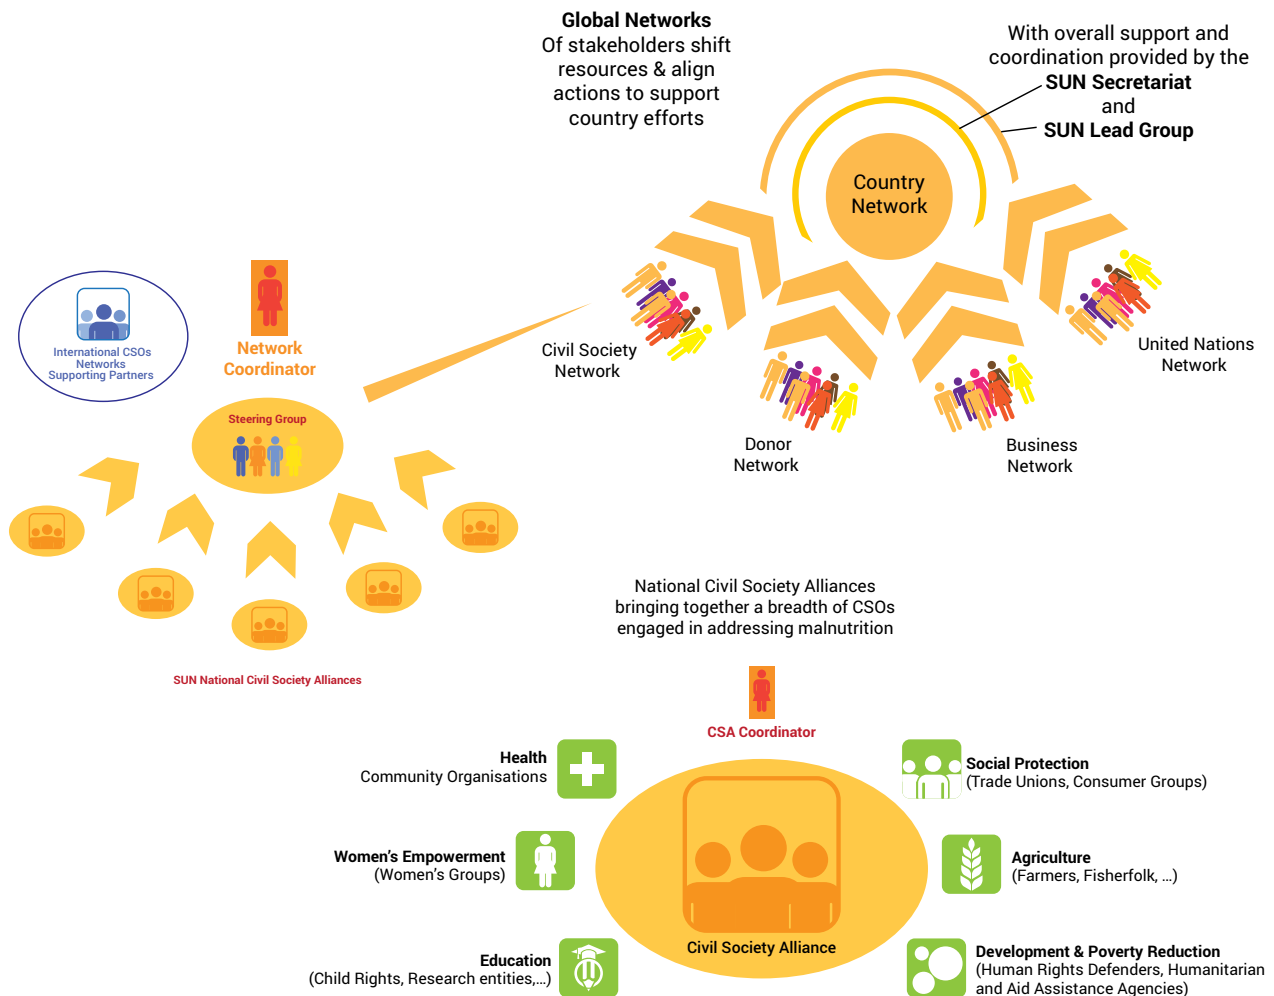 Global Networks
Of stakeholders shift
resources & align
actions to support
country efforts
With overall support and
coordination provided by the
SUN Secretariat
and
SUN Lead Group
Country
Network
Civil Society
Network
Donor
Network
Business
Network
United Nations
Network
International CSOs
Networks
Supporting Partners
Network
Coordinator
Steering Group
SUN National Civil Society Alliances
National Civil Society Alliances
bringing together a breadth of CSOs
engaged in addressing malnutrition
CSA Coordinator
Health
Community Organisations
Women's Empowerment
(Women's Groups)
Education
(Child Rights, Research entities,...)
Civil Society Alliance
Social Protection
(Trade Unions, Consumer Groups)
Agriculture
(Farmers, Fisherfolk, ...)
Development & Poverty Reduction
(Human Rights Defenders, Humanitarian
and Aid Assistance Agencies)